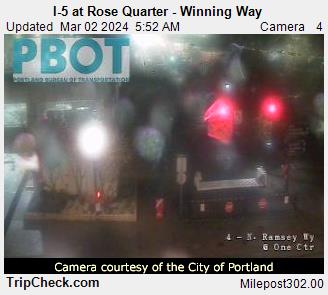 I-5 at Rose Quarter - Winning Way
Updated Mar 02 2024 5:52 AM Camera 4
PBOT
PORTLAND BUREAU OF TRANSPORTATION
4 - N. Ramsey Wy
@ One Ctr
Camera courtesy of the City of Portland
TripCheck.com Milepost302.00